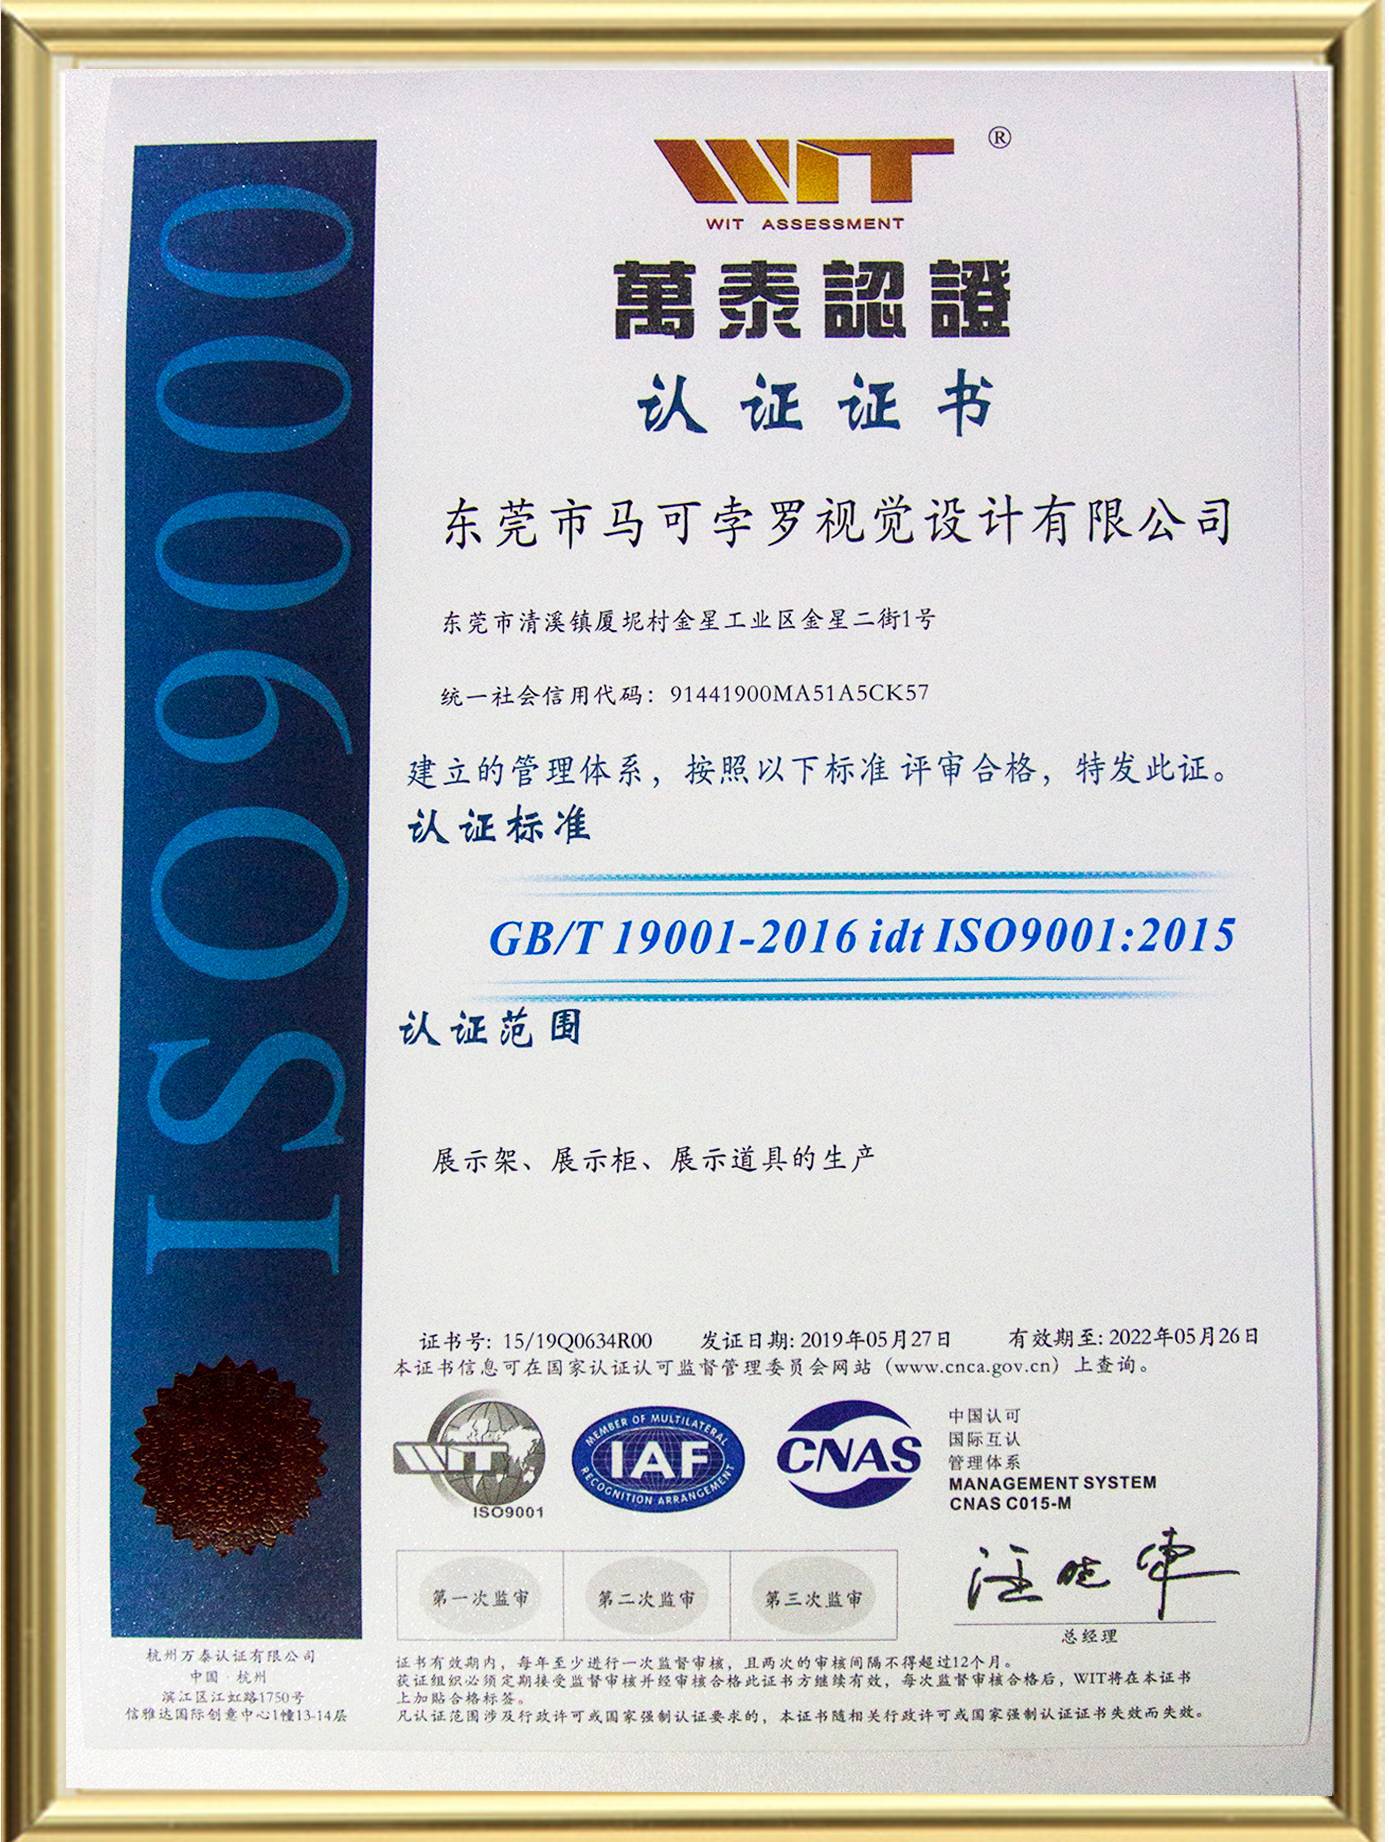 ISO9000
WIT ®
WIT ASSESSMENT
萬泰認證
认证证书
东莞市马可孛罗视觉设计有限公司
东莞市清溪镇厦坭村金星工业区金星二街1号
统一社会信用代码：91441900MA51A5CK57
建立的管理体系，按照以下标准评审合格，特发此证。
认证标准
GB/T 19001-2016 idt ISO9001:2015
认证范围
展示架、展示柜、展示道具的生产
证书号: 15/19Q0634R00 发证日期: 2019年05月27日 有效期至: 2022年05月26日
本证书信息可在国家认证认可监督管理委员会网站（www.cnca.gov.cn）上查询。
WIT
ISO9001
MEMBER OF MULTILATERAL
IAF
RECOGNITION ARRANGEMENT
CNAS
中国认可
国际互认
管理体系
MANAGEMENT SYSTEM
CNAS C015-M
第一次监审 第二次监审 第三次监审
总经理
杭州万泰认证有限公司
中国·杭州
滨江区江虹路1750号
信雅达国际创意中心1幢13-14层
证书有效期内，每年至少进行一次监督审核，且两次的审核间隔不得超过12个月。
获证组织必须定期接受监督审核并经审核合格此证书方继续有效，每次监督审核合格后，WIT将在本证书
上加贴合格标签。
凡认证范围涉及行政许可或国家强制认证要求的，本证书随相关行政许可或国家强制认证证书失效而失效。